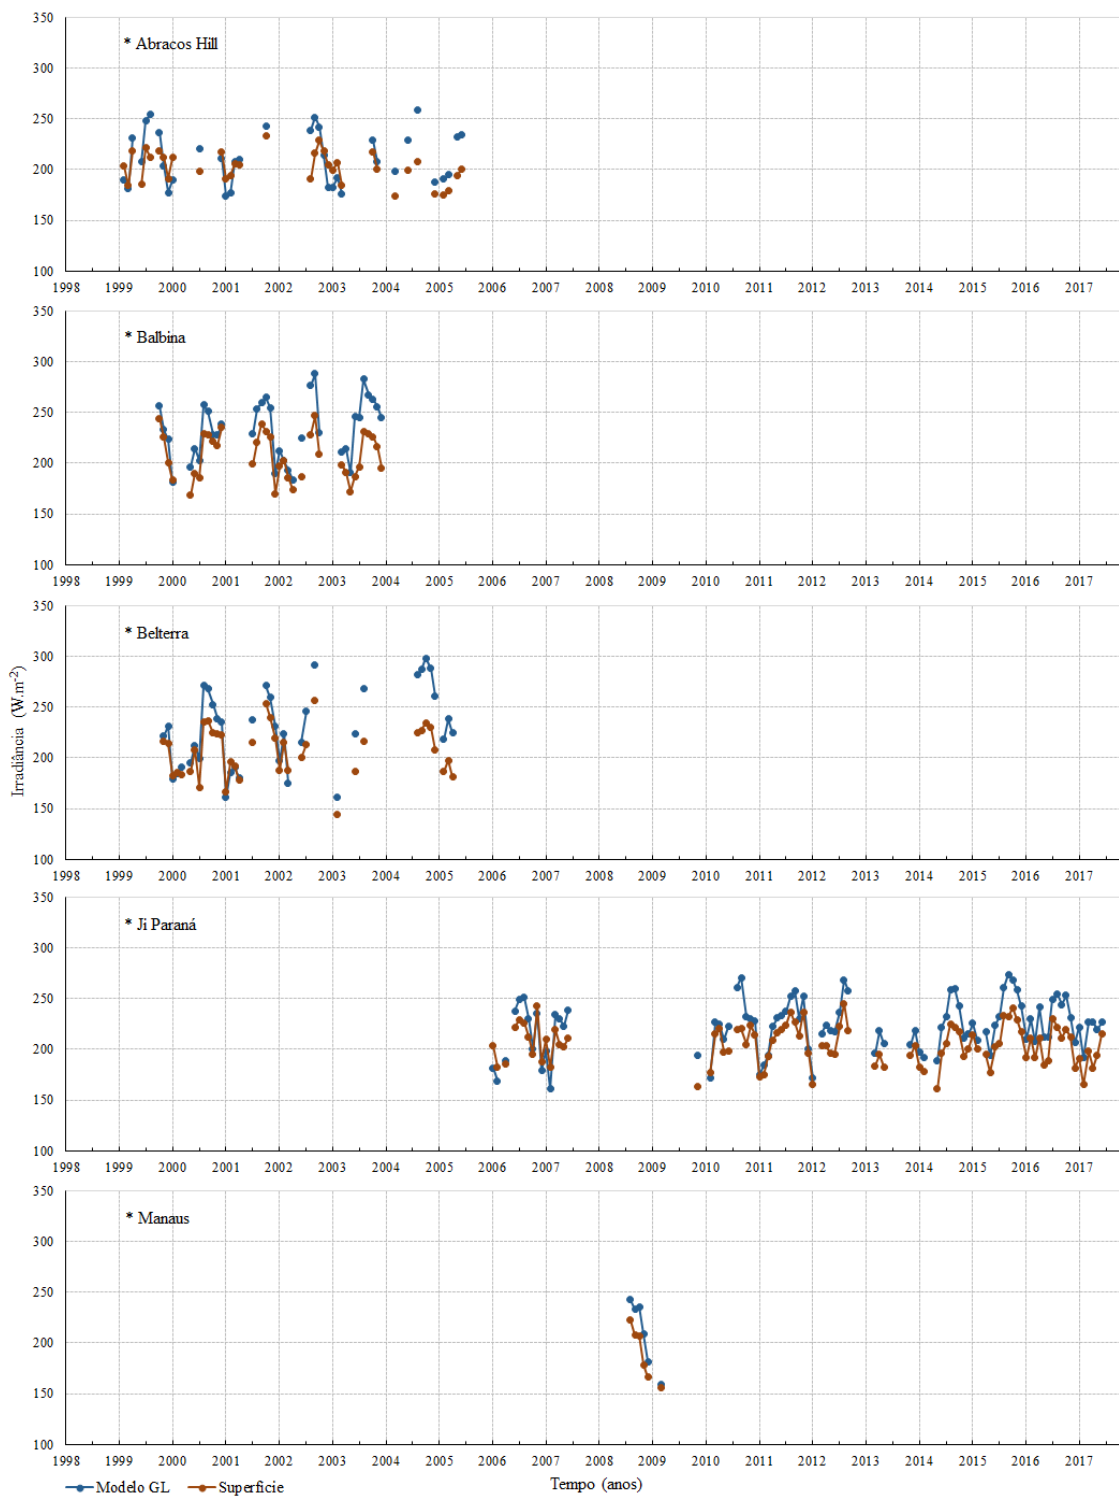 350
* Abracos Hill
300
250
200
150
100
1998 1999 2000 2001 2002 2003 2004 2005 2006 2007 2008 2009 2010 2011 2012 2013 2014 2015 2016 2017
350
* Balbina
300
250
200
150
100
1998 1999 2000 2001 2002 2003 2004 2005 2006 2007 2008 2009 2010 2011 2012 2013 2014 2015 2016 2017
350
* Belterra
300
250
200
150
100
1998 1999 2000 2001 2002 2003 2004 2005 2006 2007 2008 2009 2010 2011 2012 2013 2014 2015 2016 2017
Irradiância (W.m⁻²)
350
* Ji Paraná
300
250
200
150
100
1998 1999 2000 2001 2002 2003 2004 2005 2006 2007 2008 2009 2010 2011 2012 2013 2014 2015 2016 2017
350
* Manaus
300
250
200
150
100
1998 1999 2000 2001 2002 2003 2004 2005 2006 2007 2008 2009 2010 2011 2012 2013 2014 2015 2016 2017
Modelo GL Superfície Tempo (anos)